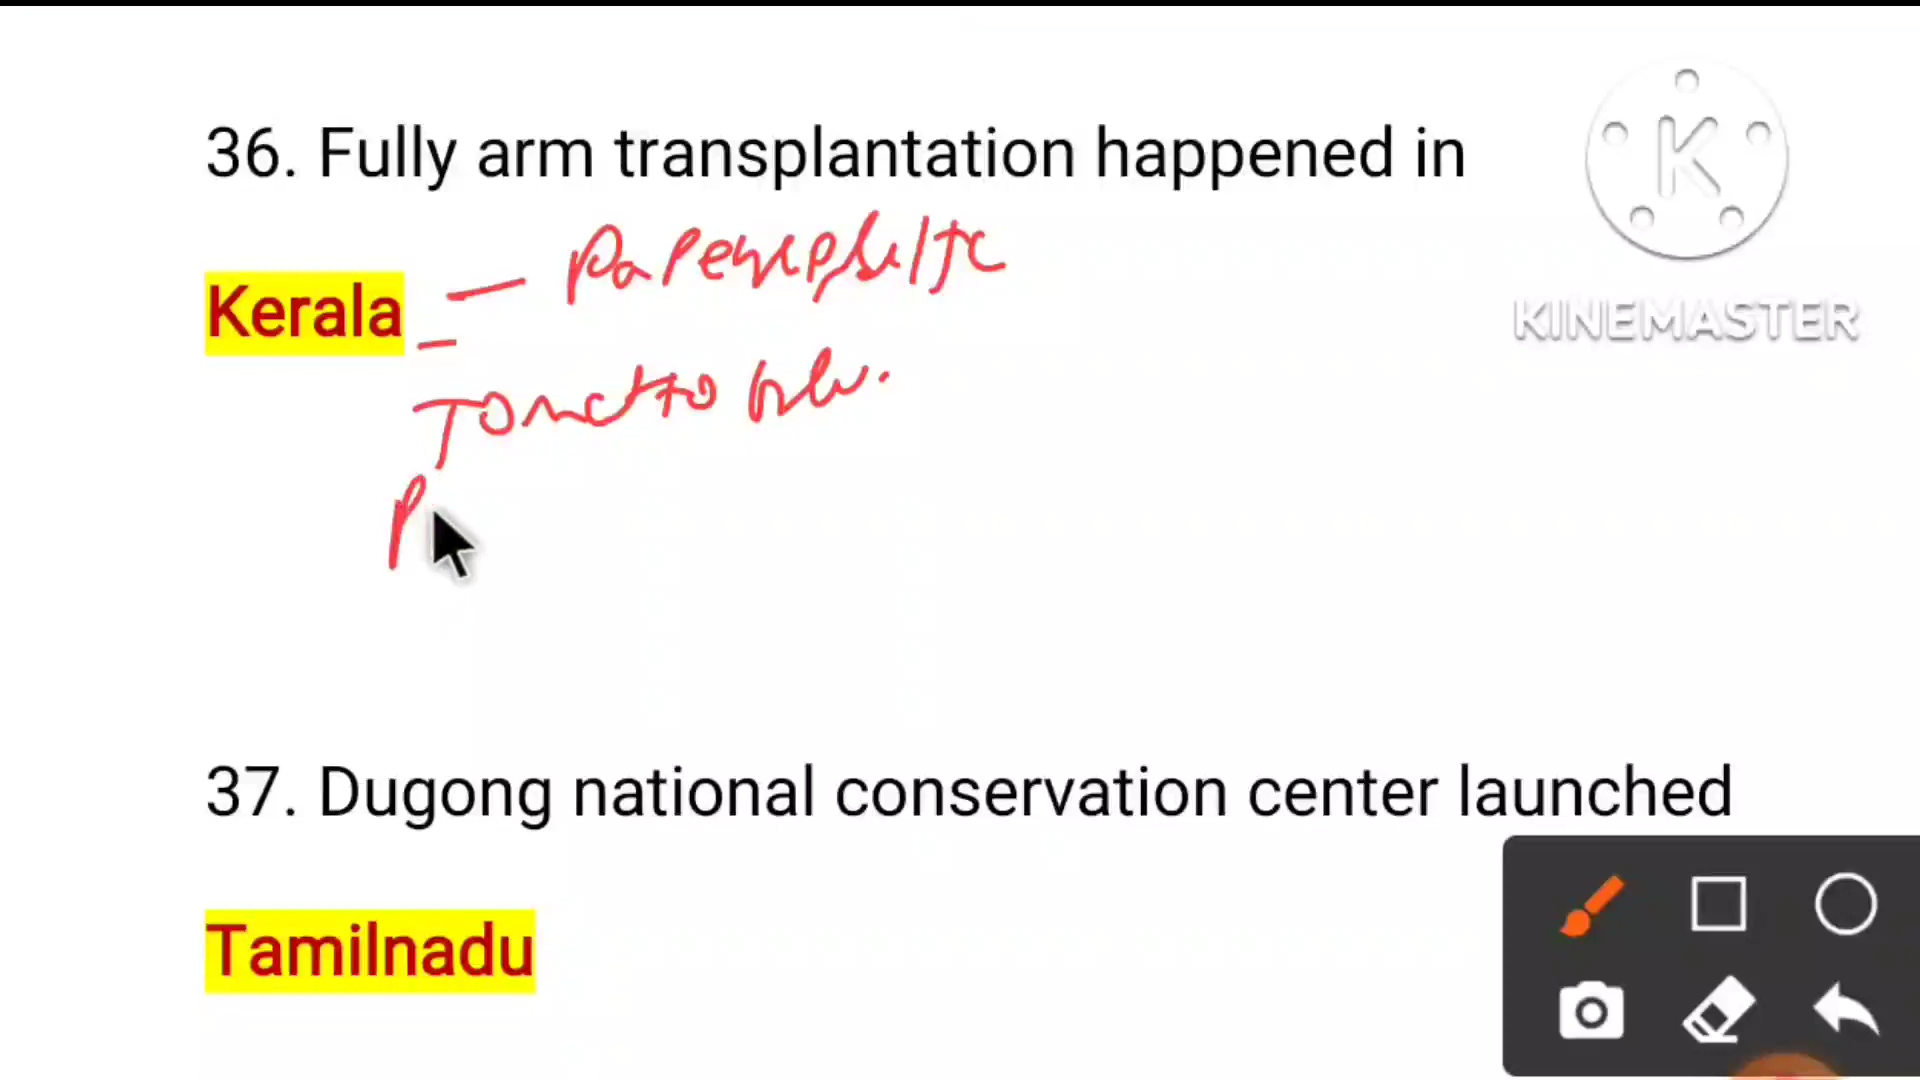 36. Fully arm transplantation happened in
Kerala
KINEMASTER
37. Dugong national conservation center launched
Tamilnadu